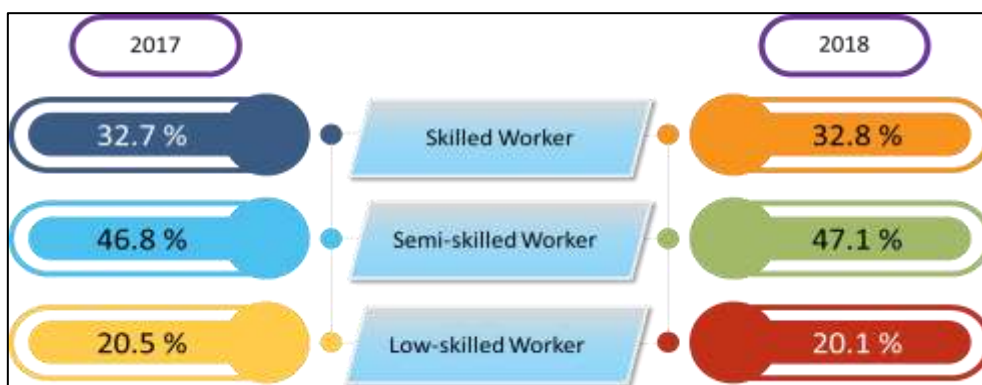 2017
2018
32.7 %
Skilled Worker
32.8 %
46.8 %
Semi-skilled Worker
47.1 %
20.5 %
Low-skilled Worker
20.1 %